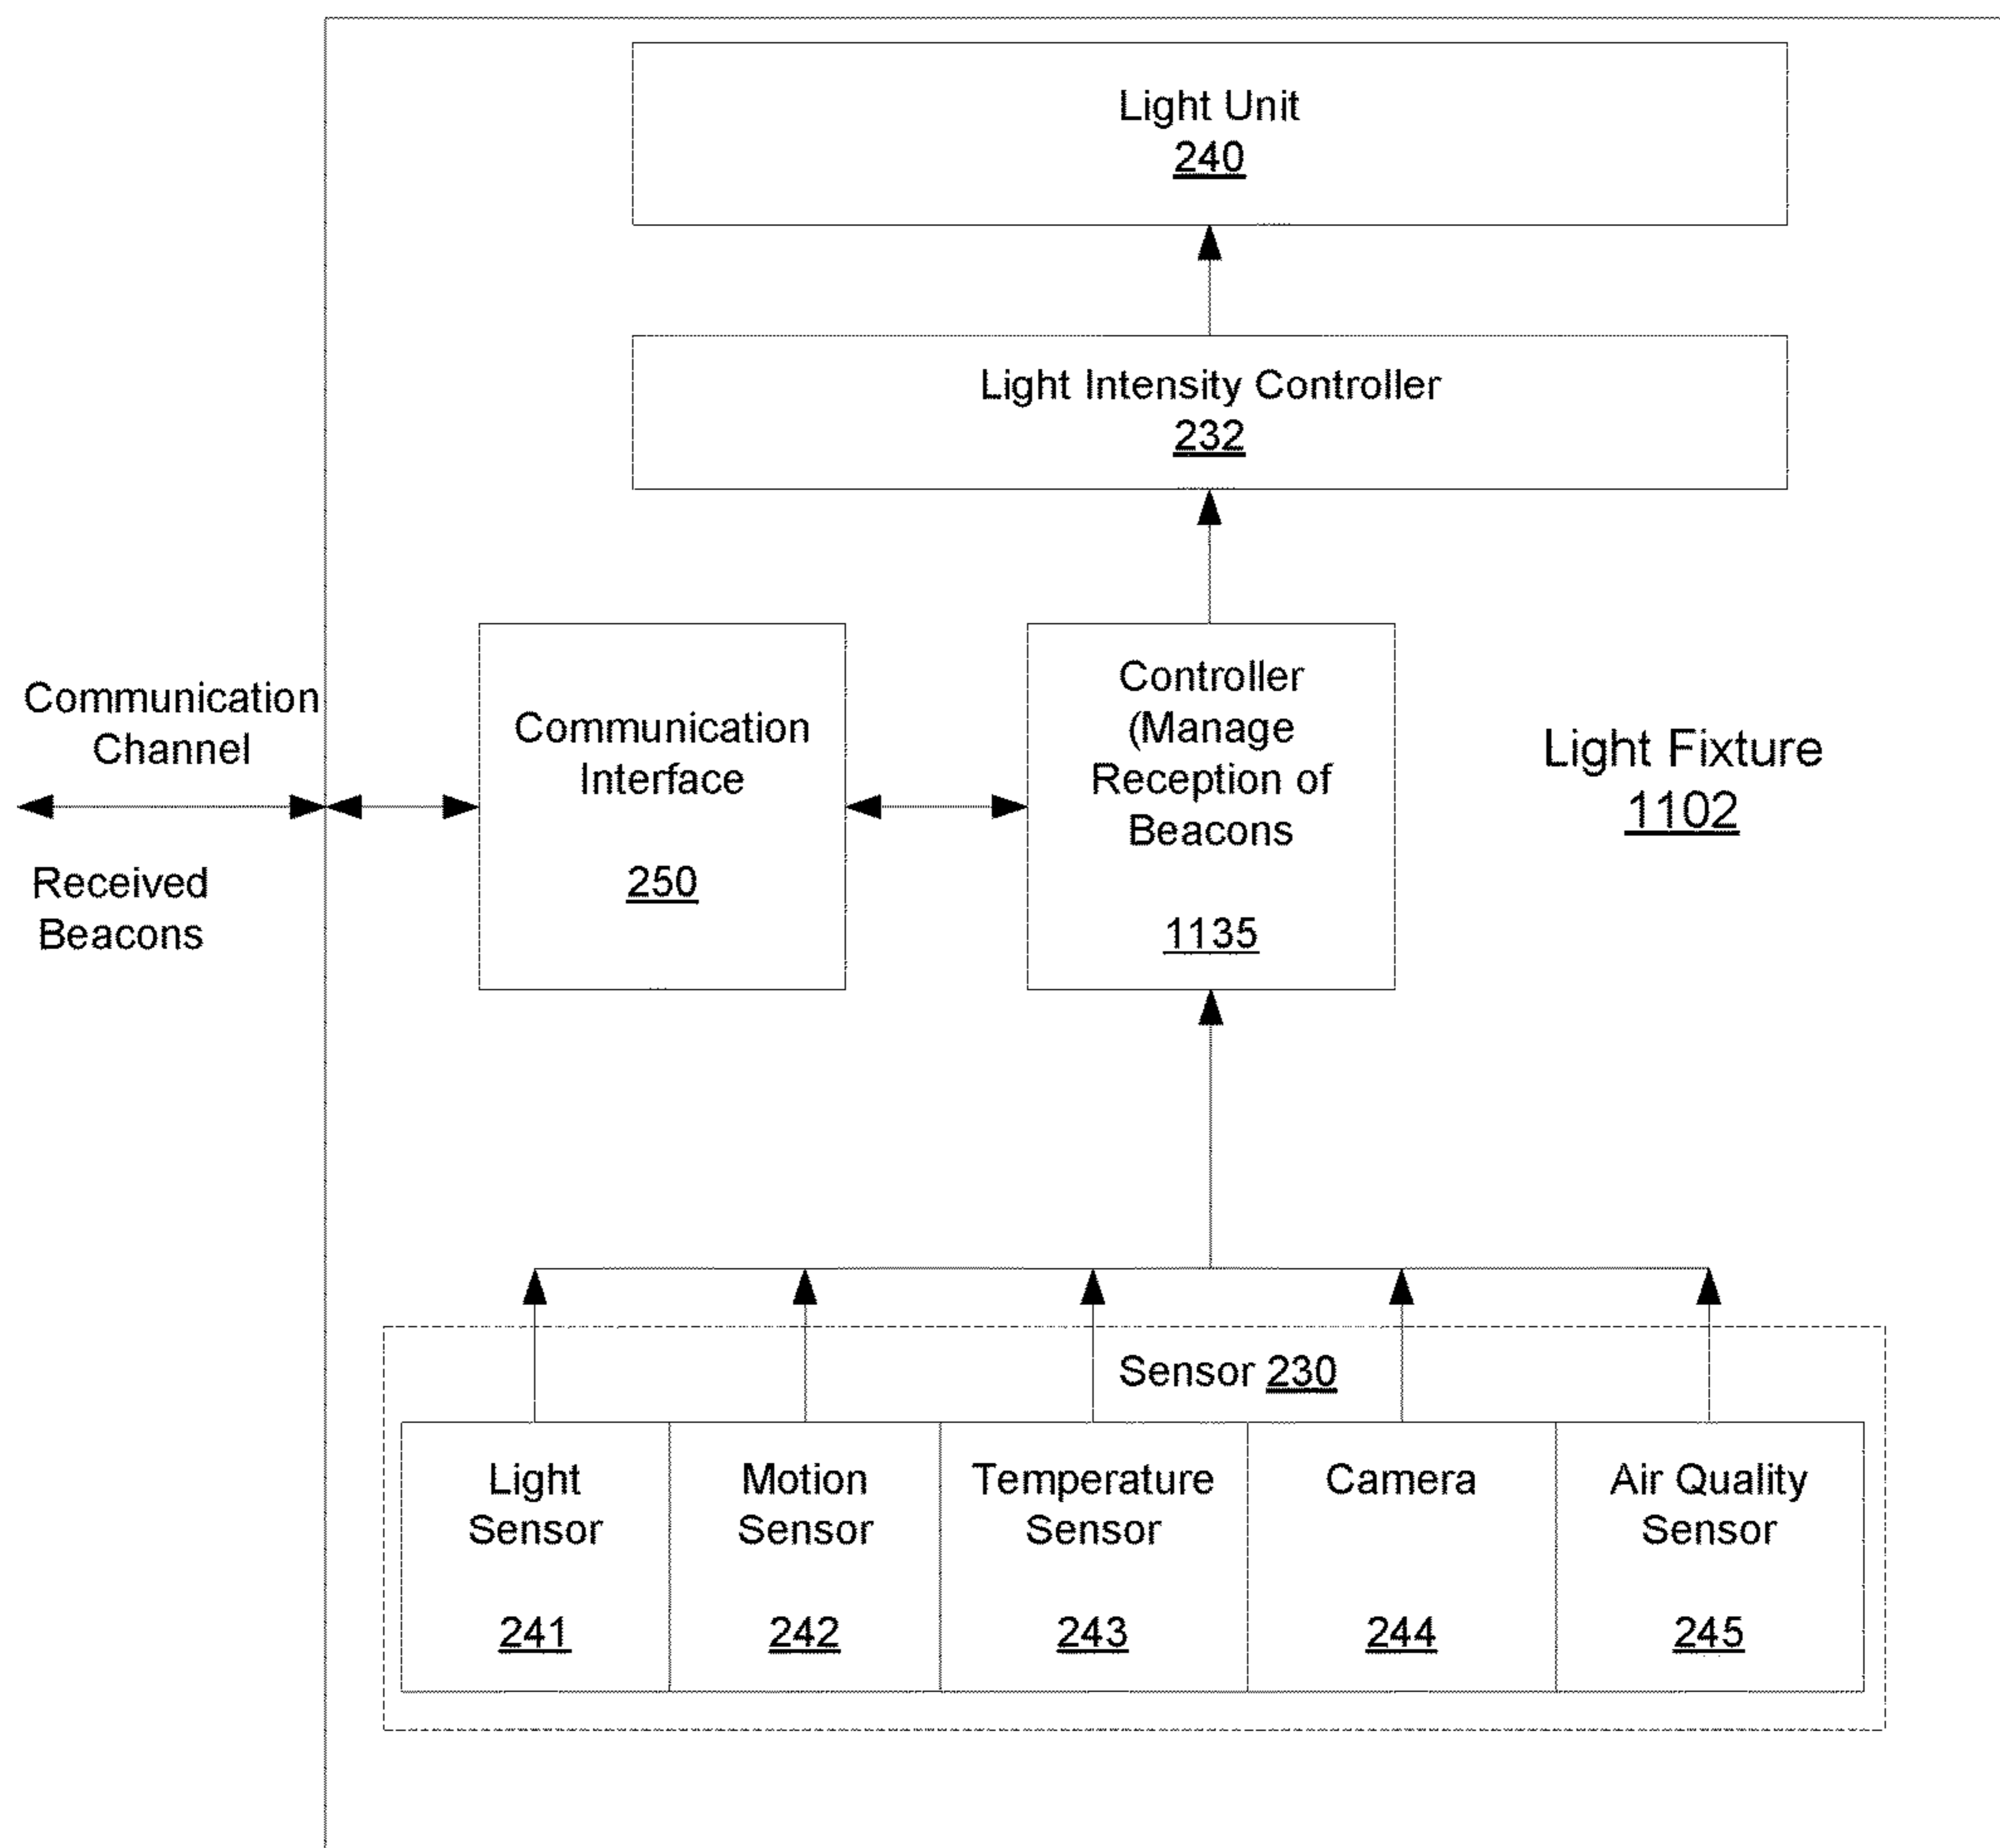 Light Unit
240
Light Intensity Controller
232
Communication
Channel
Received
Beacons
Communication
Interface
250
Controller
(Manage
Reception of
Beacons
1135
Light Fixture
1102
Sensor 230
Light
Sensor
241
Motion
Sensor
242
Temperature
Sensor
243
Camera
244
Air Quality
Sensor
245